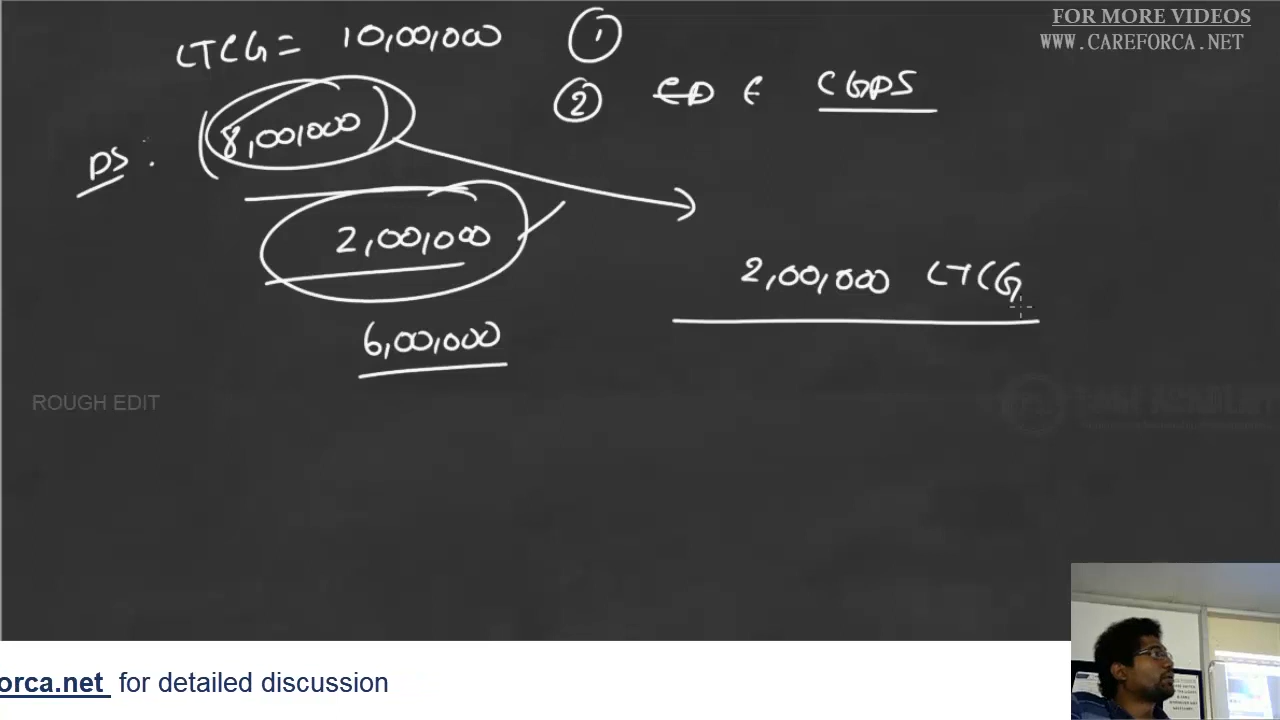 FOR MORE VIDEOS
WWW.CAREFORCA.NET
LTCG = 10,00,000 ①
② CGDS
DS : (8,00,000)
2,00,000
2,00,000 LTCG
6,00,000
ROUGH EDIT
orca.net for detailed discussion